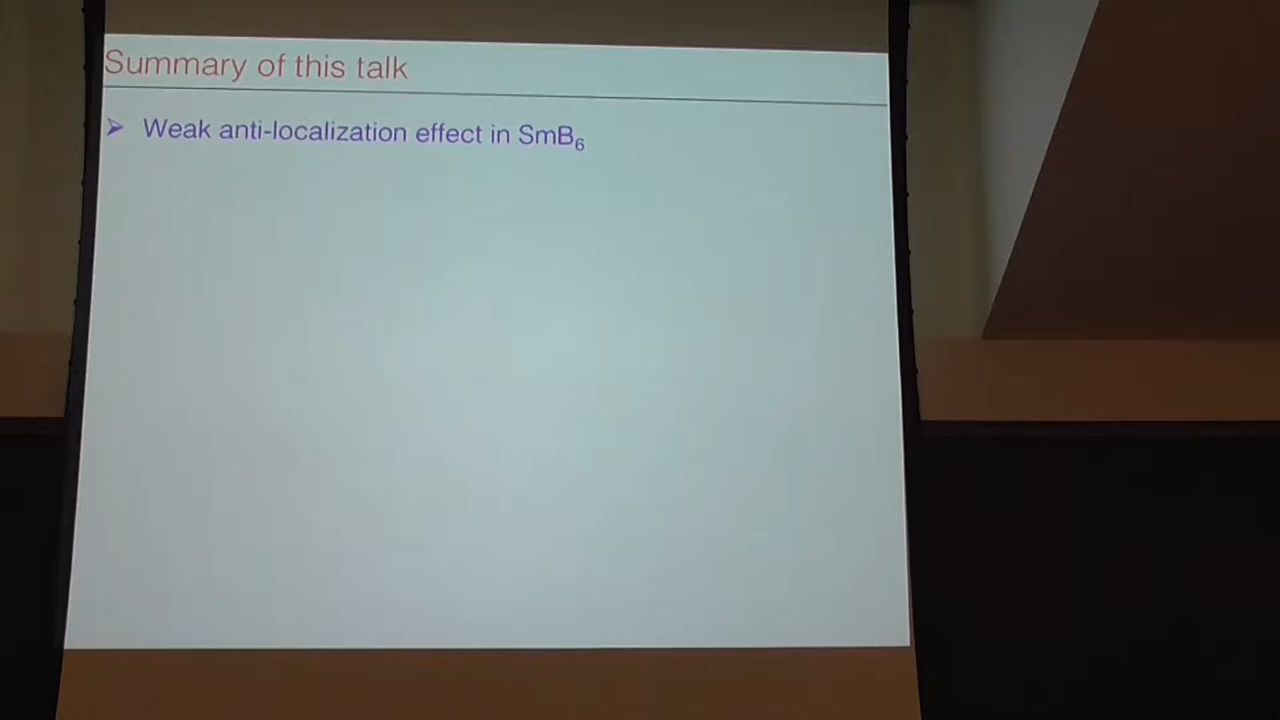 Summary of this talk
➢ Weak anti-localization effect in SmB₆